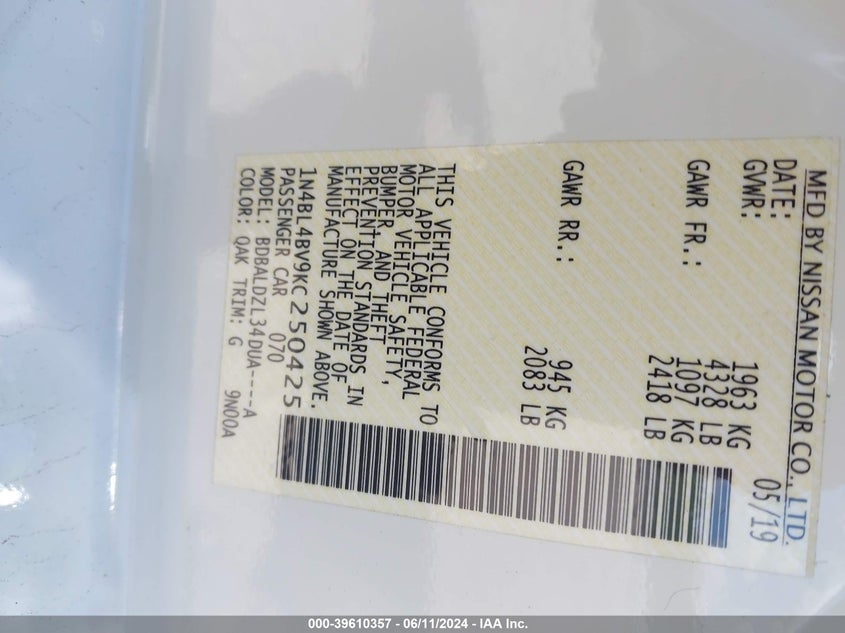 MFD BY NISSAN MOTOR CO., LTD.
DATE: 05/19
GVWR: 1963 KG
4328 LB
GAWR FR.: 1097 KG
2418 LB
GAWR RR.: 945 KG
2083 LB
THIS VEHICLE CONFORMS TO
ALL APPLICABLE FEDERAL
MOTOR VEHICLE SAFETY,
BUMPER, AND THEFT
PREVENTION STANDARDS IN
EFFECT ON THE DATE OF
MANUFACTURE SHOWN ABOVE.
1N4BL4BV9KC250425
PASSENGER CAR 070
MODEL: BDBALDZL34DUA----A
COLOR: QAK TRIM: G 9N00A
000-39610357 - 06/11/2024 - IAA Inc.